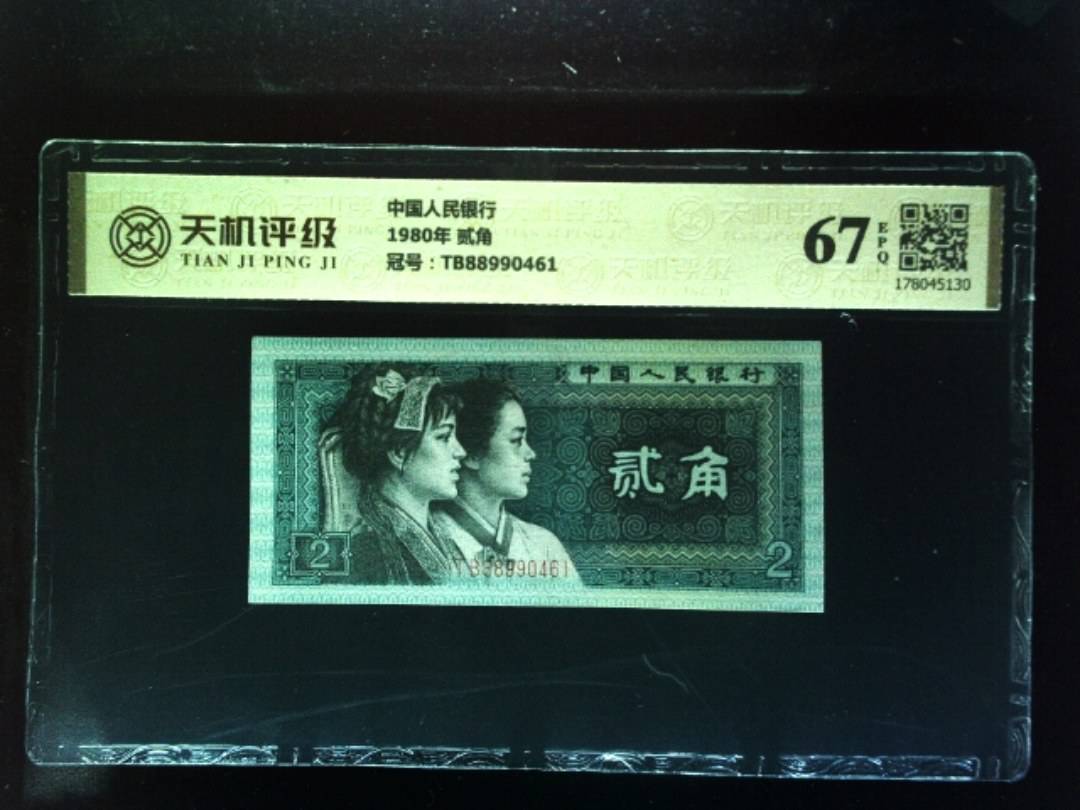 天机评级
TIAN JI PING JI
中国人民银行
1980年 贰角
冠号：TB88990461
67
EPQ
178045130
中国人民银行
贰角
2
TB88990461
2